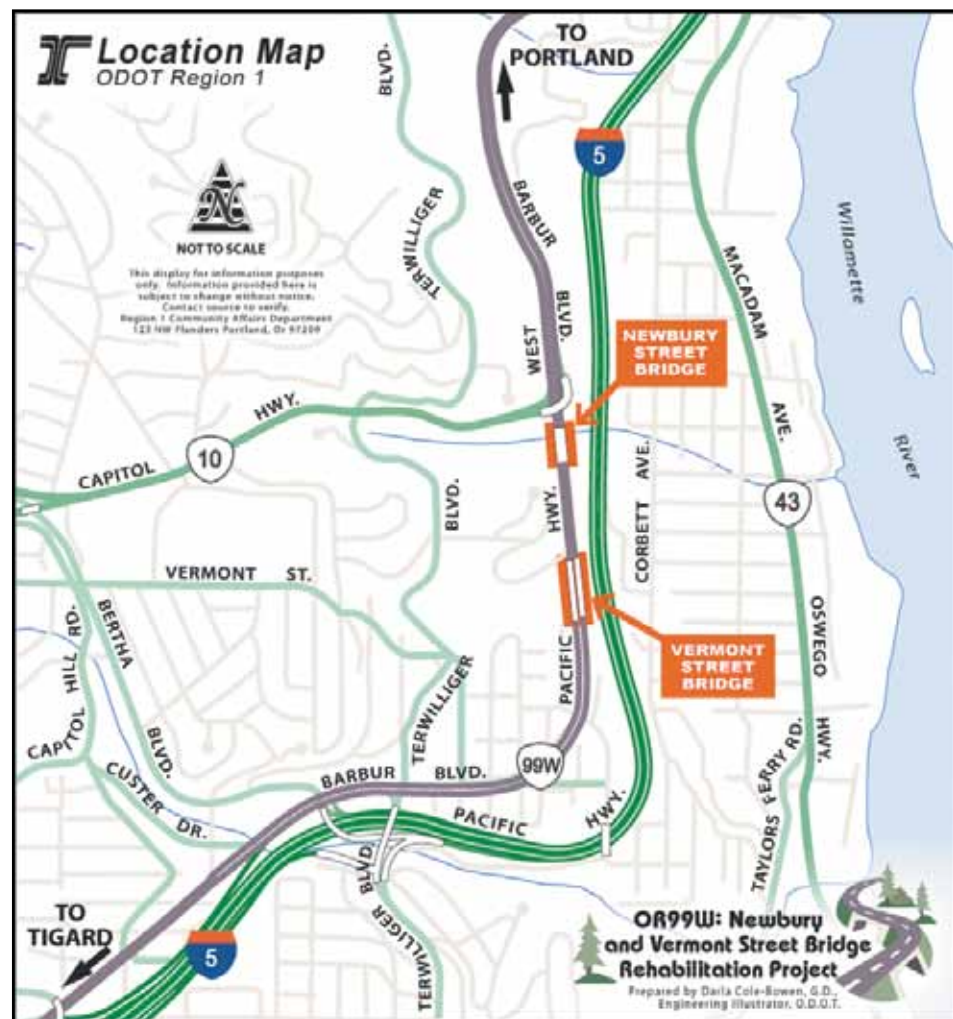 Location Map
ODOT Region 1
NOT TO SCALE
This display for information purposes
only. Information provided here is
subject to change without notice.
Contact source to verify.
Region 1 Community Affairs Department
123 NW Flanders Portland, Or 97209
TO
PORTLAND
BLVD.
5
BARBUR
BLVD.
TERWILLIGER
WEST
NEWBURY
STREET
BRIDGE
MACADAM
AVE.
Willamette
River
HWY.
10
CAPITOL
BLVD.
HWY.
CORBETT AVE.
43
VERMONT ST.
BERTHA
BLVD.
CAPITOL HILL RD.
TERWILLIGER
PACIFIC
VERMONT
STREET
BRIDGE
OSWEGO
HWY.
99W
BARBUR BLVD.
CUSTER DR.
PACIFIC HWY.
TAYLORS FERRY RD.
BLVD.
TERWILLIGER
TO
TIGARD
5
OR99W: Newbury
and Vermont Street Bridge
Rehabilitation Project
Prepared by Darla Cole-Bowen, G.D.,
Engineering Illustrator, O.D.O.T.